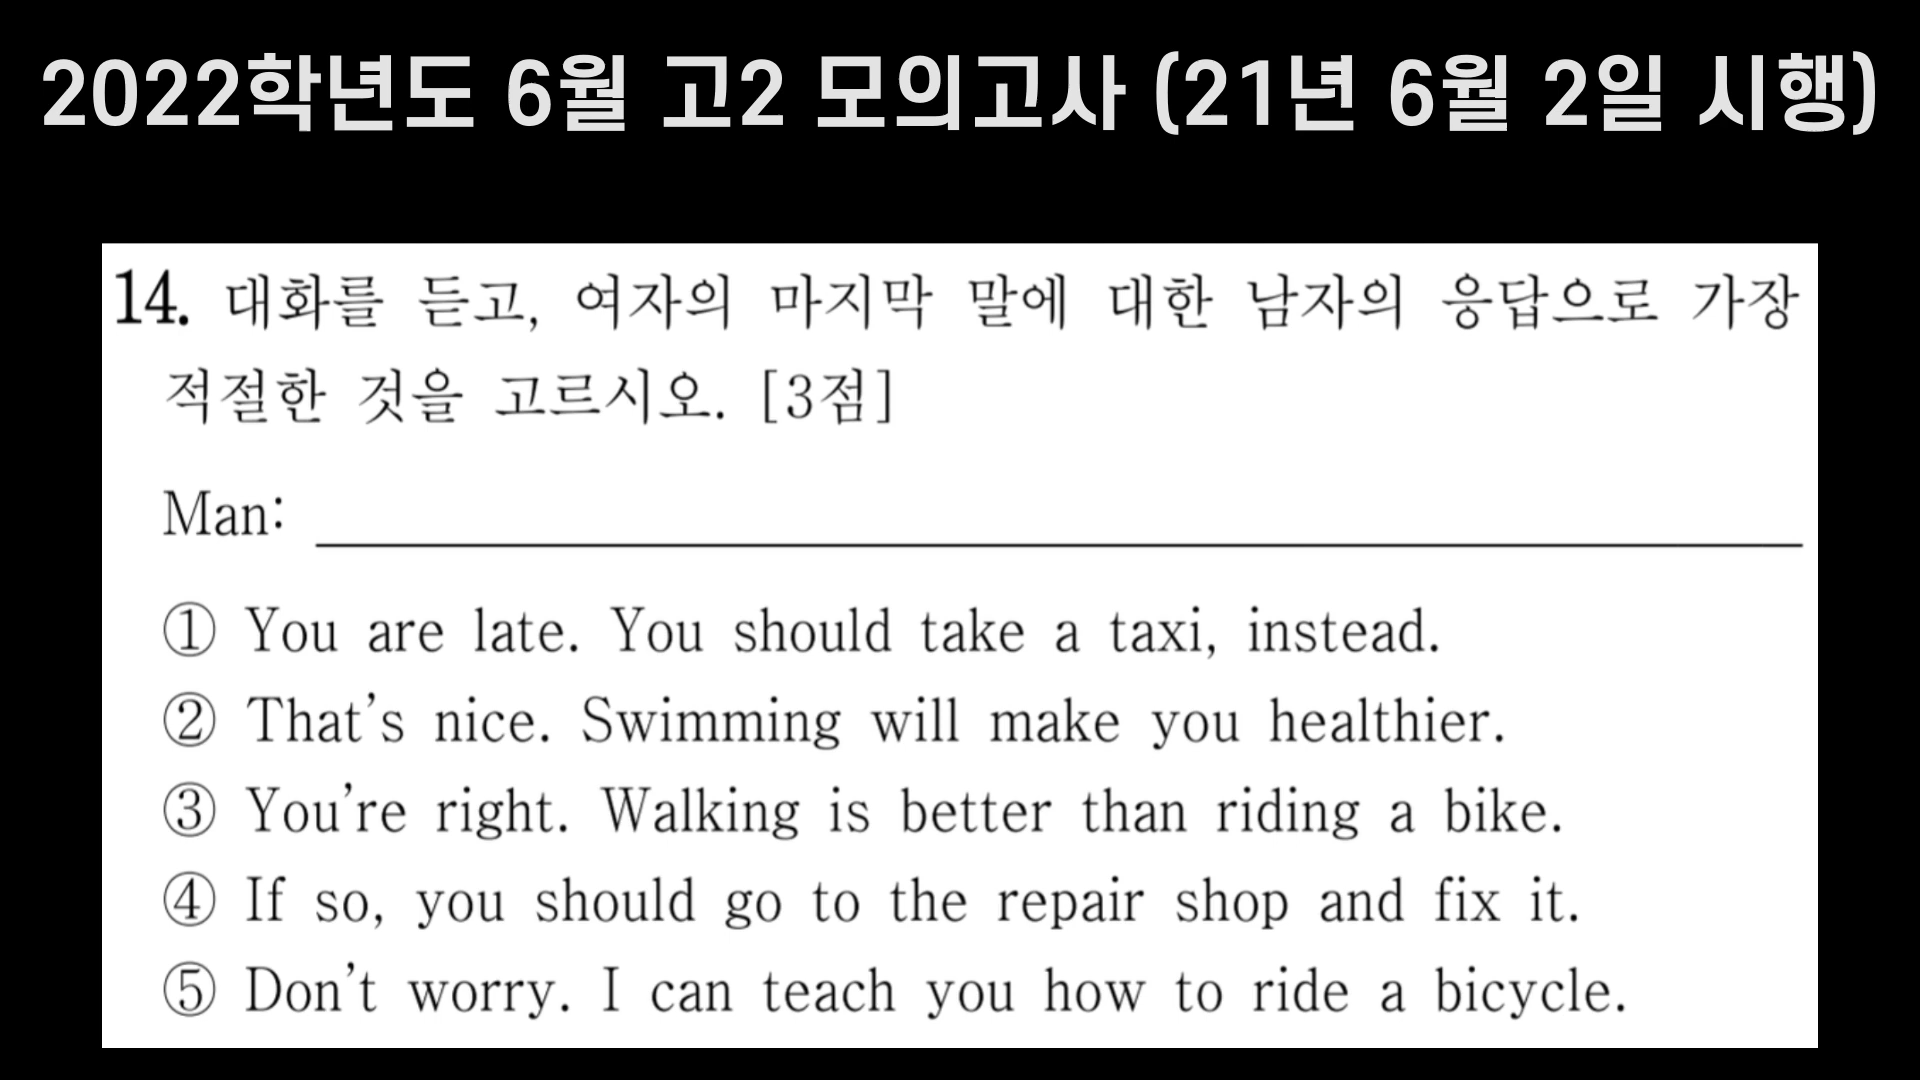 2022학년도 6월 고2 모의고사 (21년 6월 2일 시행)
14. 대화를 듣고, 여자의 마지막 말에 대한 남자의 응답으로 가장
적절한 것을 고르시오. [3점]
Man:
① You are late. You should take a taxi, instead.
② That’s nice. Swimming will make you healthier.
③ You’re right. Walking is better than riding a bike.
④ If so, you should go to the repair shop and fix it.
⑤ Don’t worry. I can teach you how to ride a bicycle.